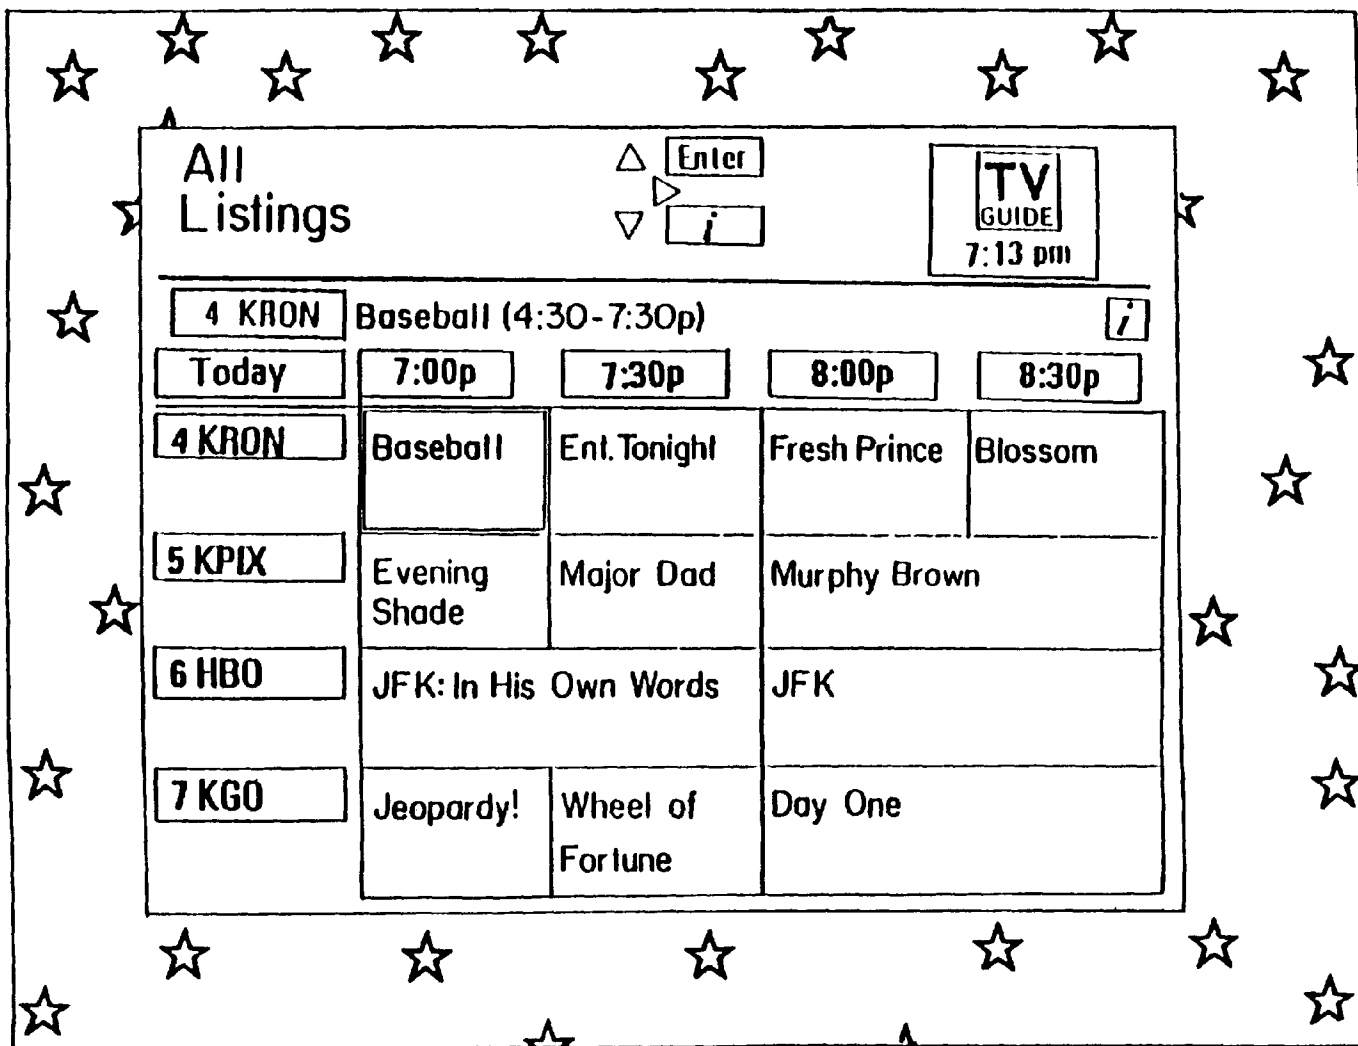 All
Listings
Enter
i
TV
GUIDE
7:13 pm
4 KRON Baseball (4:30-7:30p) i
Today 7:00p 7:30p 8:00p 8:30p
4 KRON Baseball Ent. Tonight Fresh Prince Blossom
5 KPIX Evening Shade Major Dad Murphy Brown
6 HBO JFK: In His Own Words JFK
7 KGO Jeopardy! Wheel of Fortune Day One